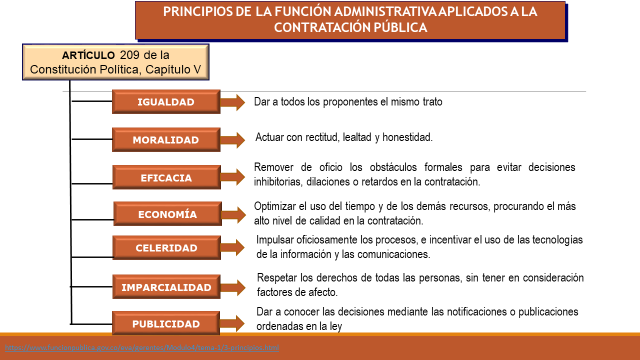 PRINCIPIOS DE LA FUNCIÓN ADMINISTRATIVA APLICADOS A LA
CONTRATACIÓN PÚBLICA
ARTÍCULO 209 de la
Constitución Política, Capítulo V
IGUALDAD
Dar a todos los proponentes el mismo trato
MORALIDAD
Actuar con rectitud, lealtad y honestidad.
EFICACIA
Remover de oficio los obstáculos formales para evitar decisiones
inhibitorias, dilaciones o retardos en la contratación.
ECONOMÍA
Optimizar el uso del tiempo y de los demás recursos, procurando el más
alto nivel de calidad en la contratación.
CELERIDAD
Impulsar oficiosamente los procesos, e incentivar el uso de las tecnologías
de la información y las comunicaciones.
IMPARCIALIDAD
Respetar los derechos de todas las personas, sin tener en consideración
factores de afecto.
PUBLICIDAD
Dar a conocer las decisiones mediante las notificaciones o publicaciones
ordenadas en la ley